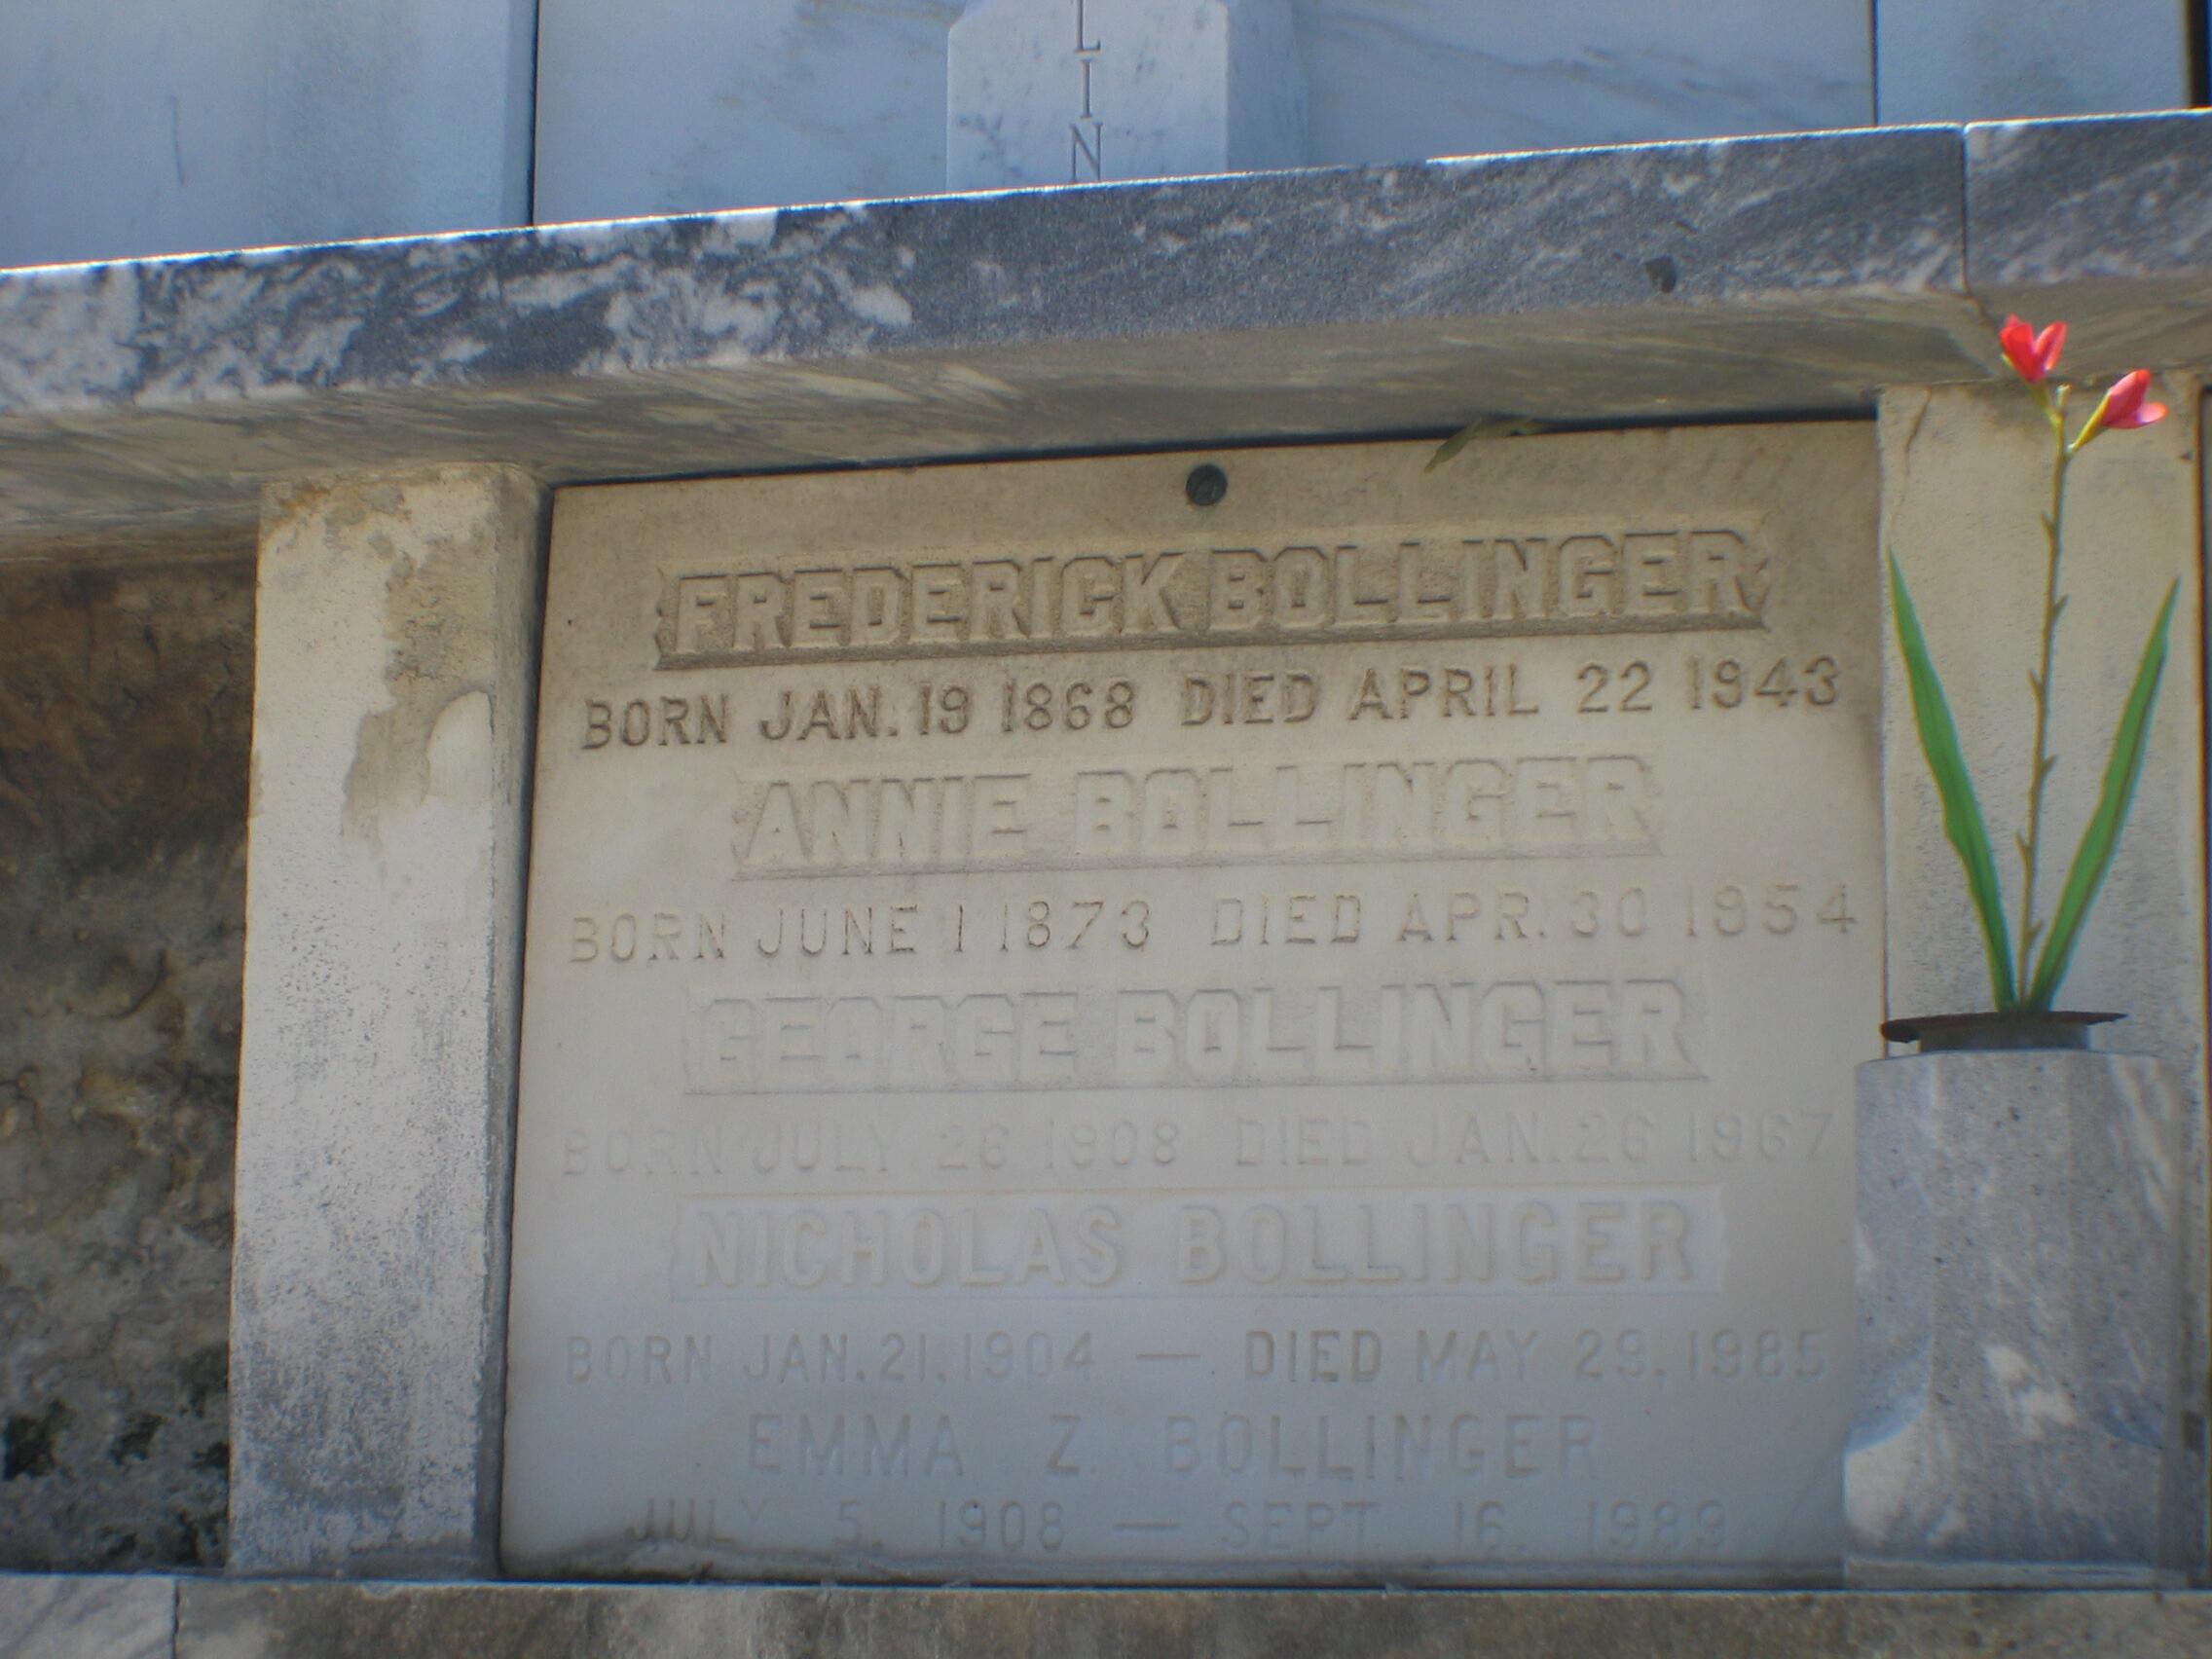 L
I
N
FREDERICK BOLLINGER
BORN JAN. 19 1868 DIED APRIL 22 1943
ANNIE BOLLINGER
BORN JUNE 1 1873 DIED APR. 30 1954
GEORGE BOLLINGER
BORN JULY 26 1908 DIED JAN. 26 1967
NICHOLAS BOLLINGER
BORN JAN. 21, 1904 — DIED MAY 29, 1985
EMMA Z. BOLLINGER
JULY 5, 1908 — SEPT. 16, 1989